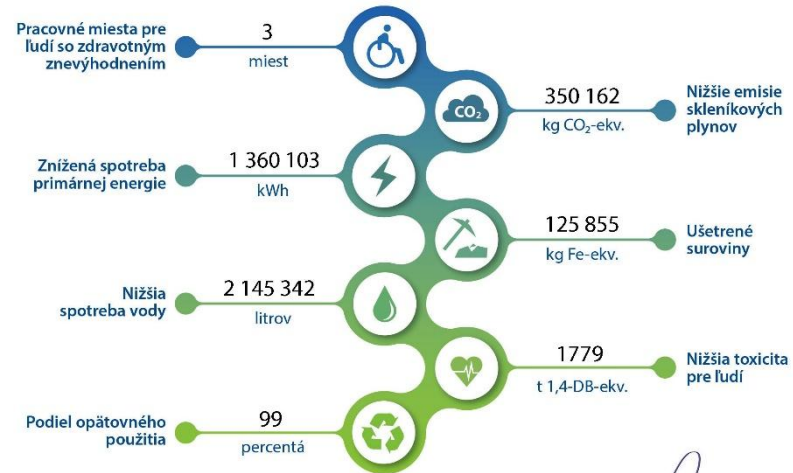 Pracovné miesta pre
ľudí so zdravotným
znevýhodnením
3
miest
CO₂
350 162
kg CO₂-ekv.
Nižšie emisie
skleníkových
plynov
Znížená spotreba
primárnej energie
1 360 103
kWh
125 855
kg Fe-ekv.
Ušetrené
suroviny
Nižšia
spotreba vody
2 145 342
litrov
1779
t 1,4-DB-ekv.
Nižšia toxicita
pre ľudí
Podiel opätovného
použitia
99
percentá